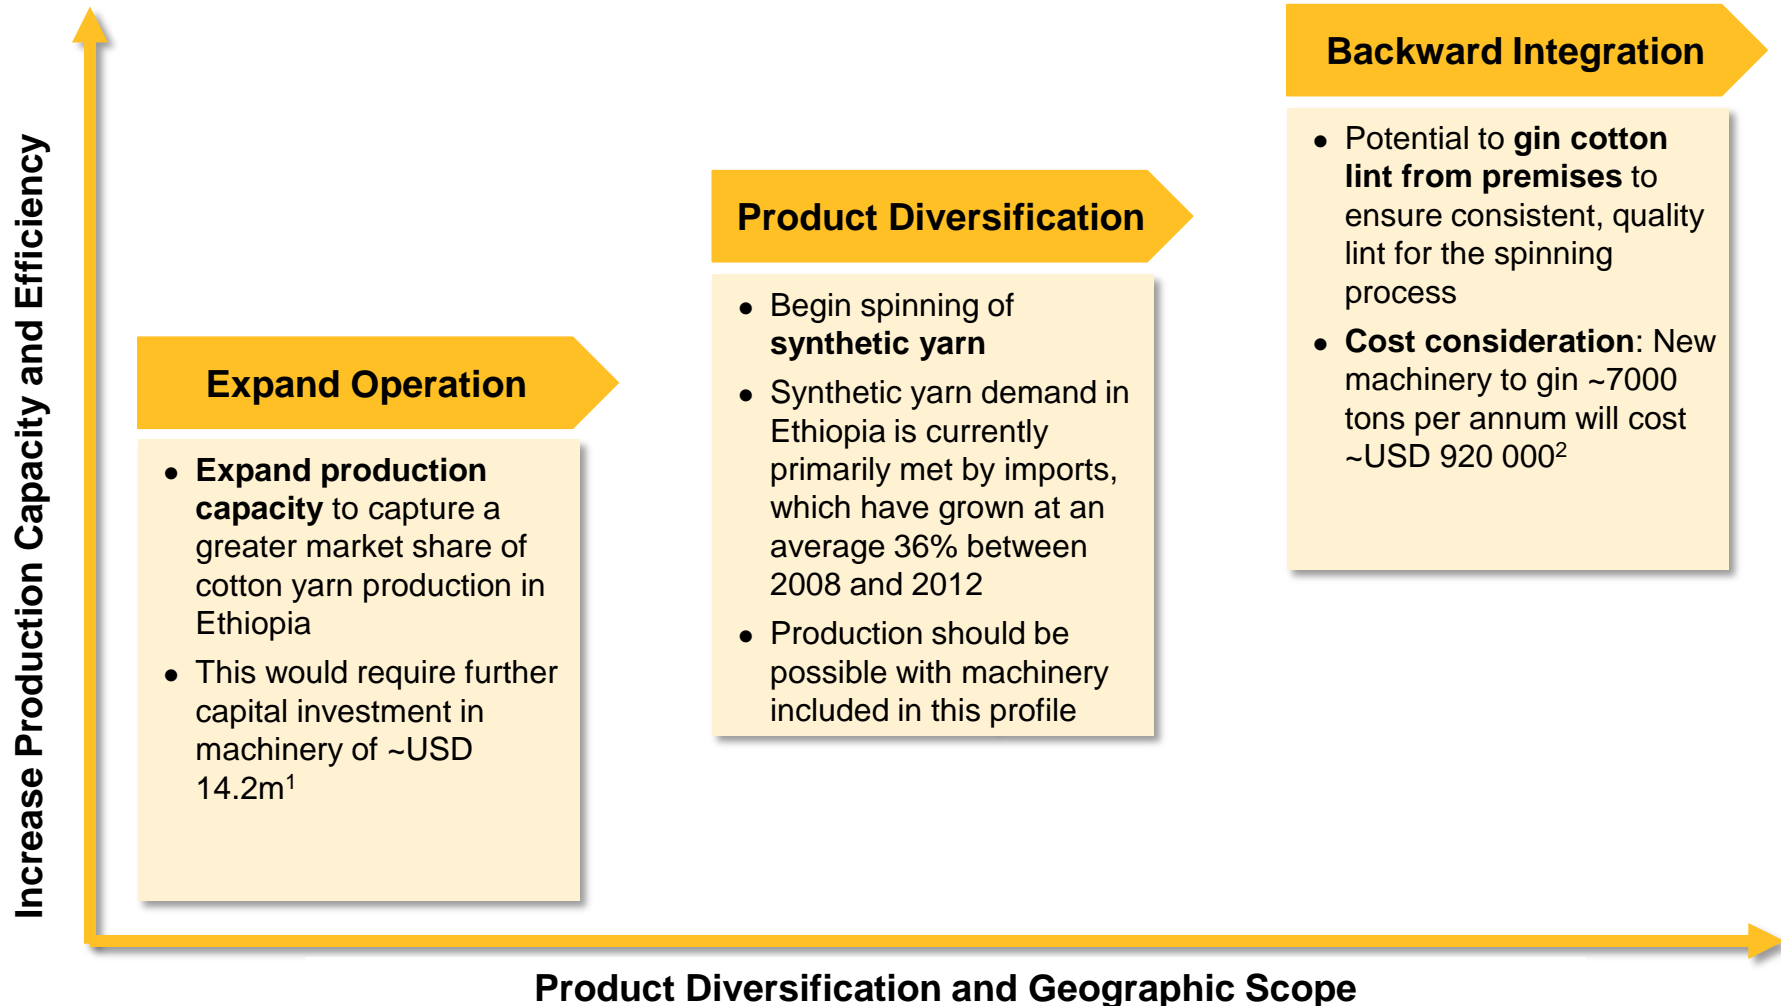 Increase Production Capacity and Efficiency
Expand Operation
● Expand production
capacity to capture a
greater market share of
cotton yarn production in
Ethiopia
● This would require further
capital investment in
machinery of ~USD
14.2m¹
Product Diversification
● Begin spinning of
synthetic yarn
● Synthetic yarn demand in
Ethiopia is currently
primarily met by imports,
which have grown at an
average 36% between
2008 and 2012
● Production should be
possible with machinery
included in this profile
Backward Integration
● Potential to gin cotton
lint from premises to
ensure consistent, quality
lint for the spinning
process
● Cost consideration: New
machinery to gin ~7000
tons per annum will cost
~USD 920 000²
Product Diversification and Geographic Scope